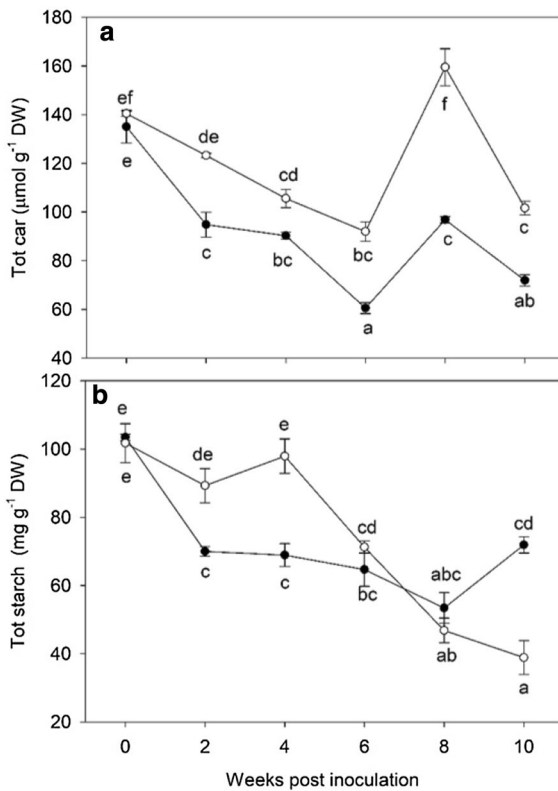 a
180
160
140
120
100
80
60
40
Tot car (µmol g⁻¹ DW)
ef
e
de
c
cd
bc
bc
a
f
c
c
ab
b
120
100
80
60
40
20
Tot starch (mg g⁻¹ DW)
e
e
de
c
e
c
cd
bc
abc
ab
cd
a
0 2 4 6 8 10
Weeks post inoculation